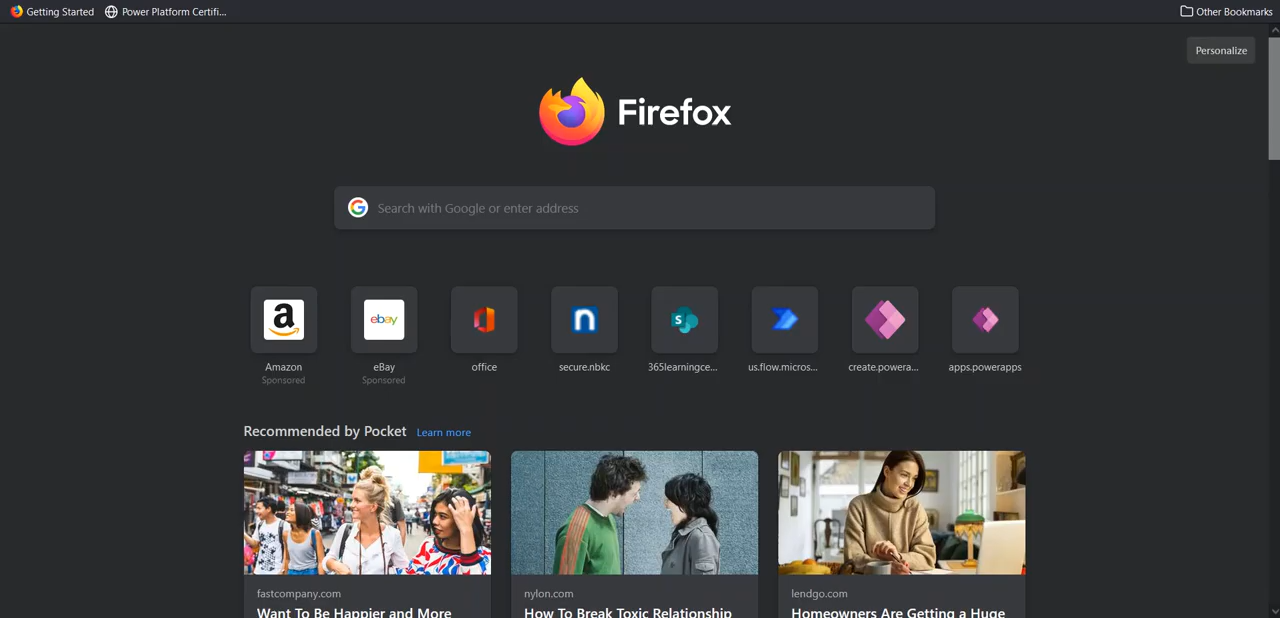 Getting Started Power Platform Certifi... Other Bookmarks
Personalize
Firefox
Search with Google or enter address
a ebay n S
Amazon eBay office secure.nbkc 365learningce... us.flow.micros... create.powera... apps.powerapps
Sponsored Sponsored
Recommended by Pocket Learn more
fastcompany.com nylon.com lendgo.com
Want To Be Happier and More How To Break Toxic Relationship Homeowners Are Getting a Huge